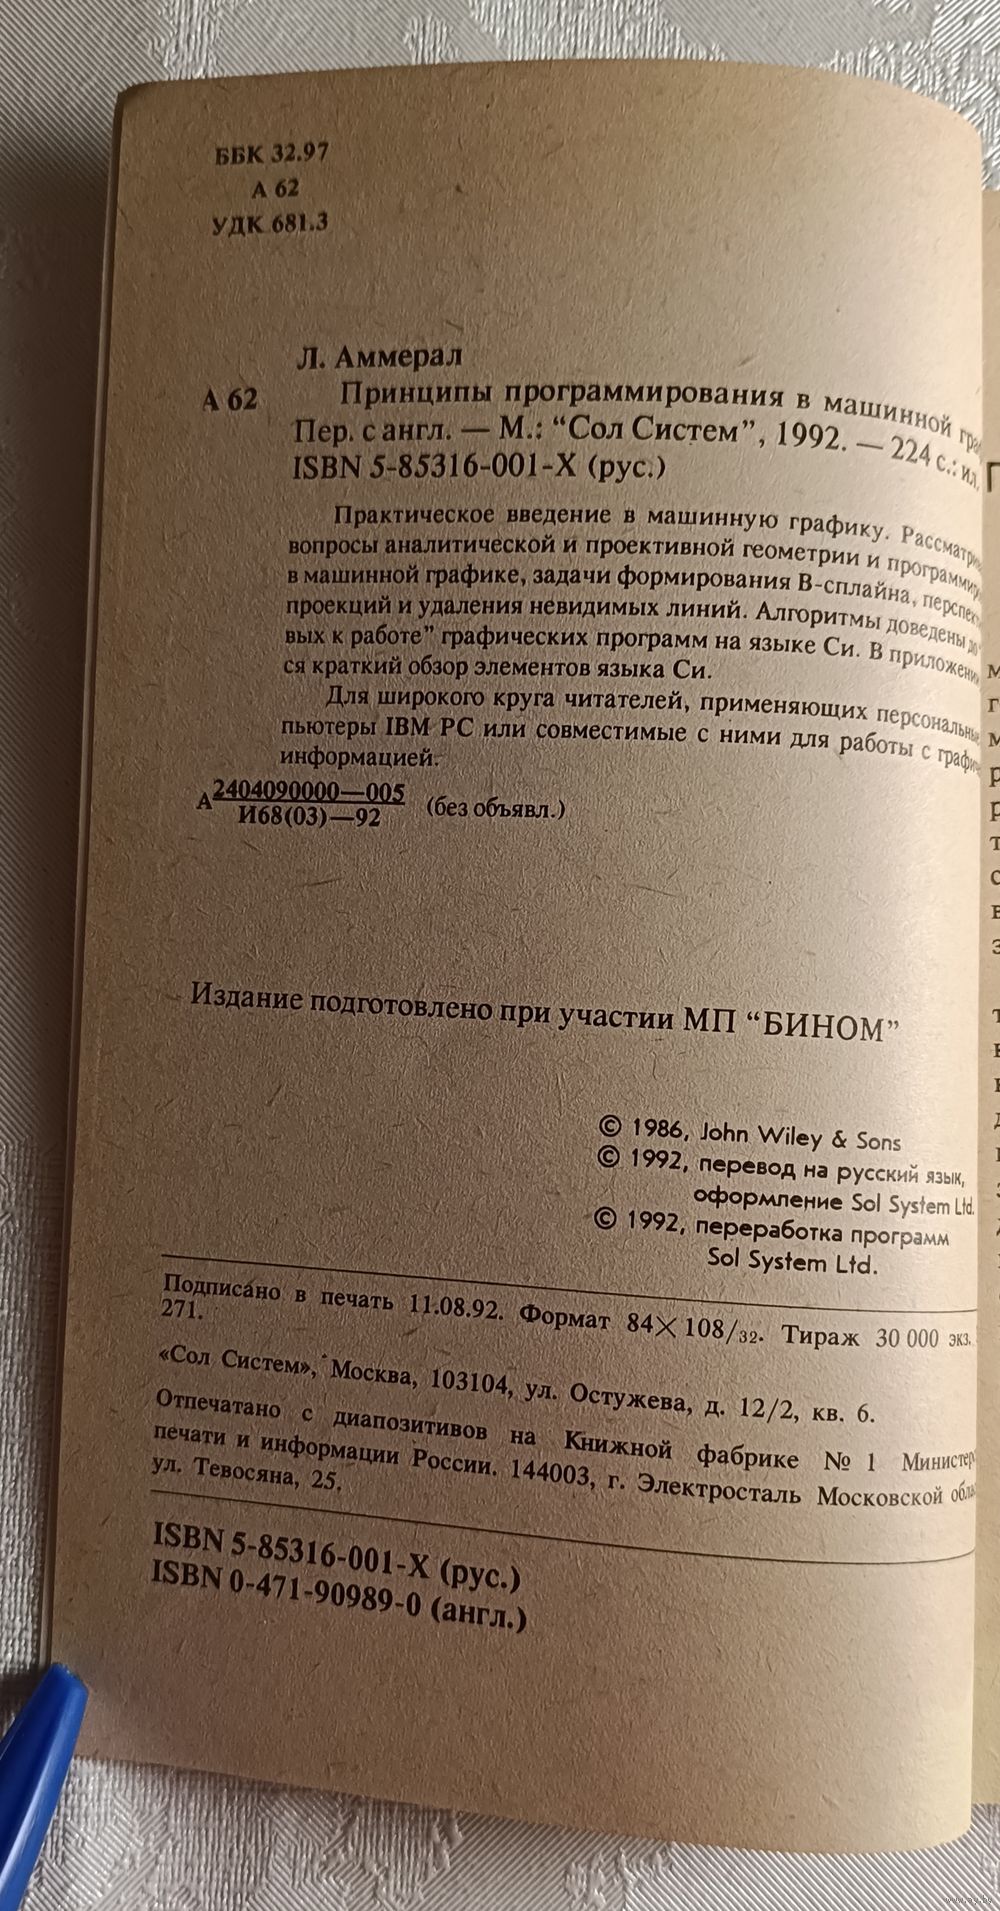 ББК 32.97
А 62
УДК 681.3
Л. Аммерал
А 62 Принципы программирования в машинной
Пер. с англ. — М.: “Сол Систем”, 1992. — 224 с.: ил.
ISBN 5-85316-001-X (рус.)
Практическое введение в машинную графику.
вопросы аналитической и проективной геометрии и
в машинной графике, задачи формирования В-сплайна,
проекций и удаления невидимых линий. Алгоритмы доведены до
вых к работе” графических программ на языке Си. В
ся краткий обзор элементов языка Си.
Для широкого круга читателей, применяющих
пьютеры IBM PC или совместимые с ними для работы с
информацией.
А 2404090000—005
И68(03)—92 (без объявл.)
Издание подготовлено при участии МП “БИНОМ”
© 1986, John Wiley & Sons
© 1992, перевод на русский язык,
оформление Sol System Ltd.
© 1992, переработка программ
Sol System Ltd.
Подписано в печать 11.08.92. Формат 84×108/32. Тираж 30 000 экз.
271.
«Сол Систем», Москва, 103104, ул. Остужева, д. 12/2, кв. 6.
Отпечатано с диапозитивов на Книжной фабрике № 1
печати и информации России. 144003, г. Электросталь Московской
ул. Тевосяна, 25.
ISBN 5-85316-001-X (рус.)
ISBN 0-471-90989-0 (англ.)
www.ay.by